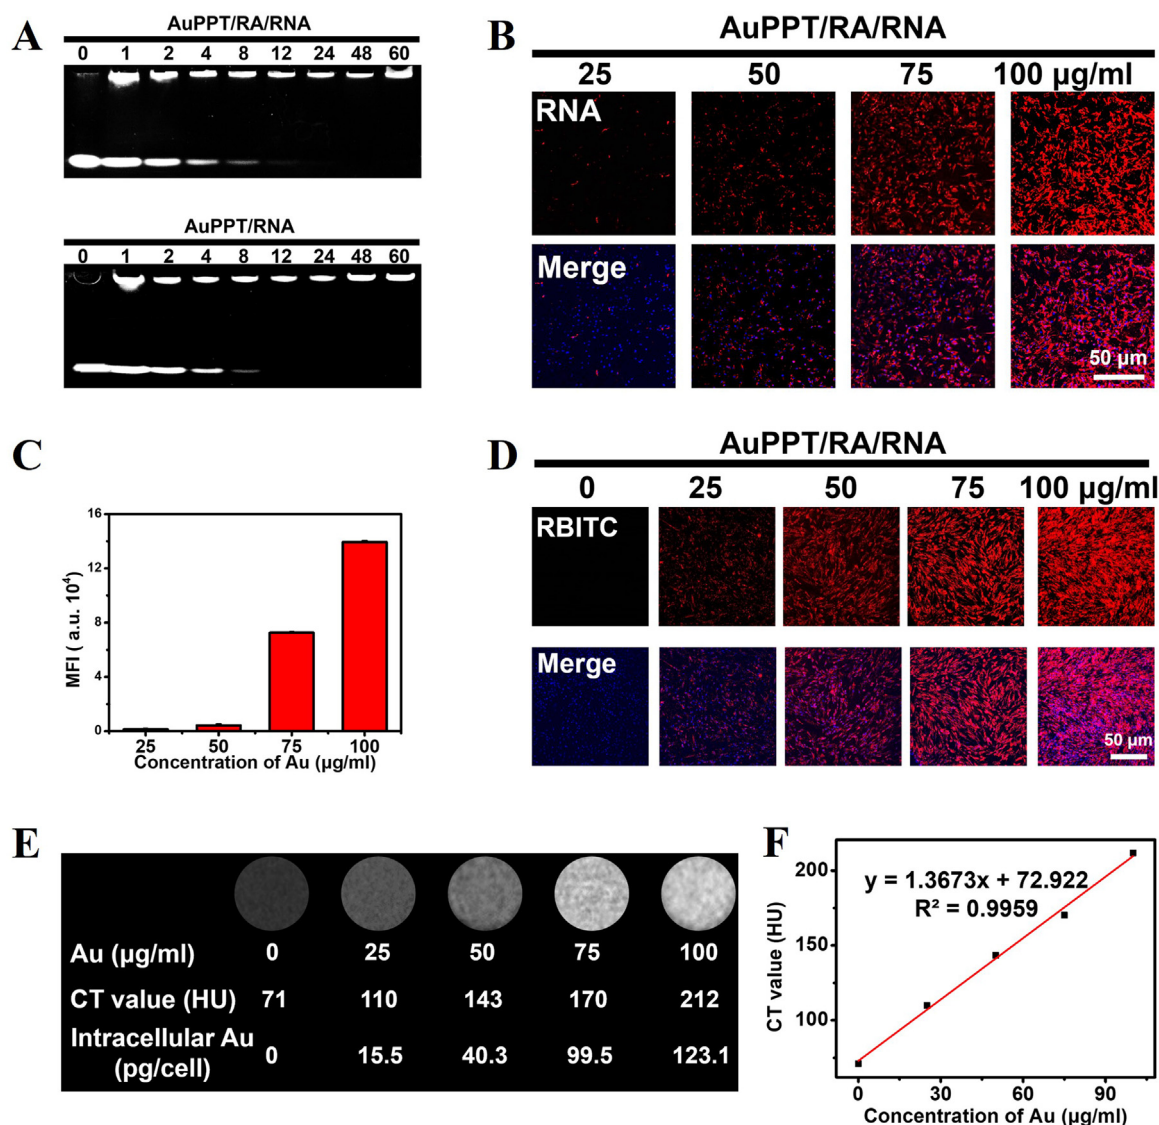 A
AuPPT/RA/RNA
0 1 2 4 8 12 24 48 60
AuPPT/RNA
0 1 2 4 8 12 24 48 60
B
AuPPT/RA/RNA
25 50 75 100 µg/ml
RNA
Merge
50 µm
C
16
12
8
4
0
MFI ( a.u. 10⁴)
25 50 75 100
Concentration of Au (µg/ml)
D
AuPPT/RA/RNA
0 25 50 75 100 µg/ml
RBITC
Merge
50 µm
E
Au (µg/ml) 0 25 50 75 100
CT value (HU) 71 110 143 170 212
Intracellular Au
(pg/cell) 0 15.5 40.3 99.5 123.1
F
y = 1.3673x + 72.922
R² = 0.9959
200
150
100
CT value (HU)
0 30 60 90
Concentration of Au (µg/ml)